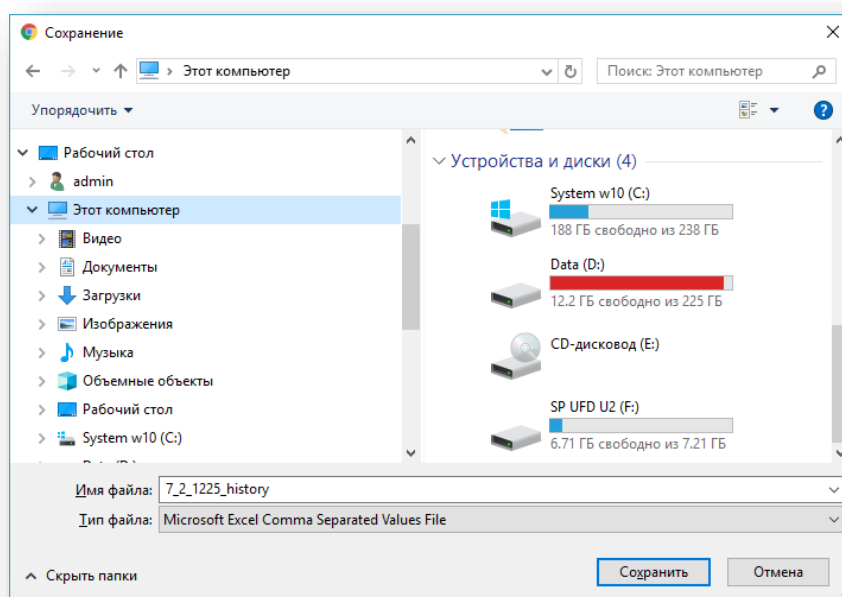 Сохранение
Этот компьютер
Поиск: Этот компьютер
Упорядочить
Рабочий стол
admin
Этот компьютер
Видео
Документы
Загрузки
Изображения
Музыка
Объемные объекты
Рабочий стол
System w10 (C:)
Устройства и диски (4)
System w10 (C:)
188 ГБ свободно из 238 ГБ
Data (D:)
12.2 ГБ свободно из 225 ГБ
CD-дисковод (E:)
SP UFD U2 (F:)
6.71 ГБ свободно из 7.21 ГБ
Имя файла: 7_2_1225_history
Тип файла: Microsoft Excel Comma Separated Values File
Скрыть папки
Сохранить
Отмена